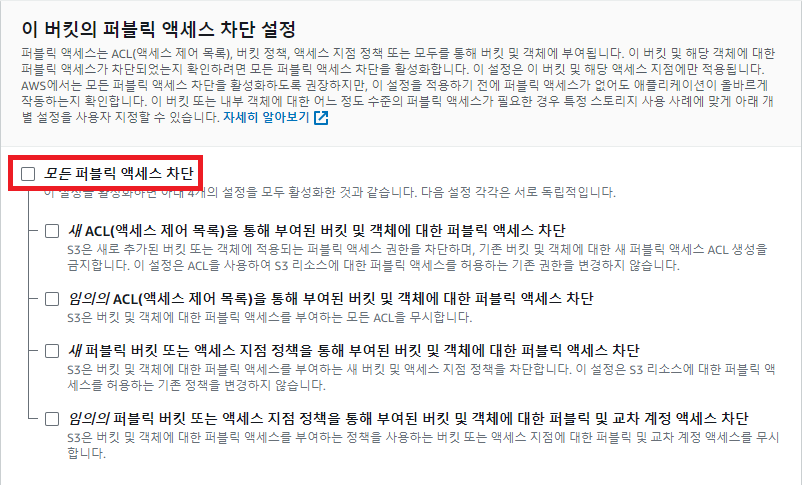 이 버킷의 퍼블릭 액세스 차단 설정
퍼블릭 액세스는 ACL(액세스 제어 목록), 버킷 정책, 액세스 지점 정책 또는 모두를 통해 버킷 및 객체에 부여됩니다. 이 버킷 및 해당 객체에 대한
퍼블릭 액세스가 차단되었는지 확인하려면 모든 퍼블릭 액세스 차단을 활성화합니다. 이 설정은 이 버킷 및 해당 액세스 지점에만 적용됩니다.
AWS에서는 모든 퍼블릭 액세스 차단을 활성화하도록 권장하지만, 이 설정을 적용하기 전에 퍼블릭 액세스가 없어도 애플리케이션이 올바르게
작동하는지 확인합니다. 이 버킷 또는 내부 객체에 대한 어느 정도 수준의 퍼블릭 액세스가 필요한 경우 특정 스토리지 사용 사례에 맞게 아래 개
별 설정을 사용자 지정할 수 있습니다. 자세히 알아보기
모든 퍼블릭 액세스 차단
이 설정을 활성화하면 아래 4개의 설정을 모두 활성화한 것과 같습니다. 다음 설정 각각은 서로 독립적입니다.
새 ACL(액세스 제어 목록)을 통해 부여된 버킷 및 객체에 대한 퍼블릭 액세스 차단
S3은 새로 추가된 버킷 또는 객체에 적용되는 퍼블릭 액세스 권한을 차단하며, 기존 버킷 및 객체에 대한 새 퍼블릭 액세스 ACL 생성을
금지합니다. 이 설정은 ACL을 사용하여 S3 리소스에 대한 퍼블릭 액세스를 허용하는 기존 권한을 변경하지 않습니다.
임의의 ACL(액세스 제어 목록)을 통해 부여된 버킷 및 객체에 대한 퍼블릭 액세스 차단
S3은 버킷 및 객체에 대한 퍼블릭 액세스를 부여하는 모든 ACL을 무시합니다.
새 퍼블릭 버킷 또는 액세스 지점 정책을 통해 부여된 버킷 및 객체에 대한 퍼블릭 액세스 차단
S3은 버킷 및 객체에 대한 퍼블릭 액세스를 부여하는 새 버킷 및 액세스 지점 정책을 차단합니다. 이 설정은 S3 리소스에 대한 퍼블릭 액
세스를 허용하는 기존 정책을 변경하지 않습니다.
임의의 퍼블릭 버킷 또는 액세스 지점 정책을 통해 부여된 버킷 및 객체에 대한 퍼블릭 및 교차 계정 액세스 차단
S3은 버킷 및 객체에 대한 퍼블릭 액세스를 부여하는 정책을 사용하는 버킷 또는 액세스 지점에 대한 퍼블릭 및 교차 계정 액세스를 무시
합니다.